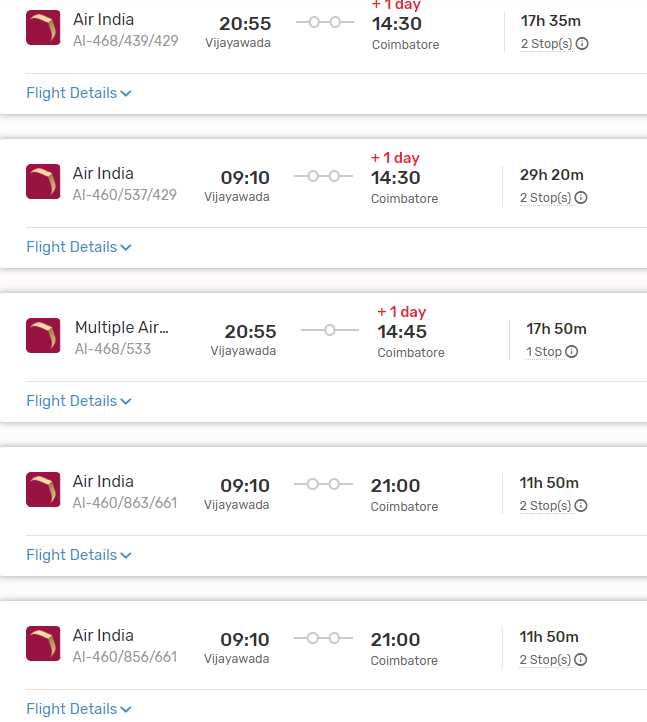 + 1 day
Air India 20:55 14:30 17h 35m
AI-468/439/429 Vijayawada Coimbatore 2 Stop(s)
Flight Details
+ 1 day
Air India 09:10 14:30 29h 20m
AI-460/537/429 Vijayawada Coimbatore 2 Stop(s)
Flight Details
+ 1 day
Multiple Air... 20:55 14:45 17h 50m
AI-468/533 Vijayawada Coimbatore 1 Stop
Flight Details
Air India 09:10 21:00 11h 50m
AI-460/863/661 Vijayawada Coimbatore 2 Stop(s)
Flight Details
Air India 09:10 21:00 11h 50m
AI-460/856/661 Vijayawada Coimbatore 2 Stop(s)
Flight Details